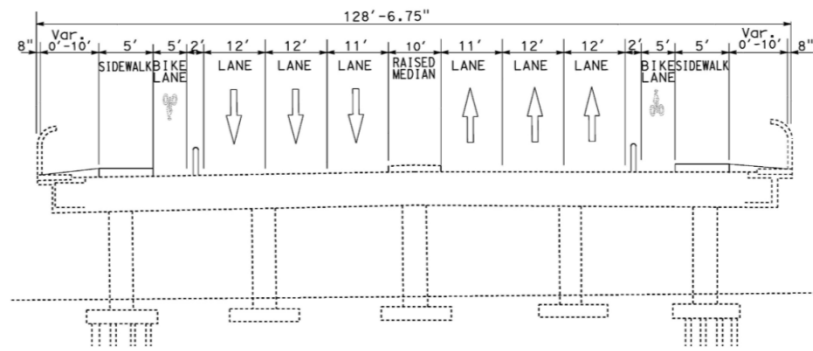 128'-6.75"
Var. Var.
8" 0'-10' 5' 5' 2' 12' 12' 11' 10' 11' 12' 12' 2' 5' 5' 0'-10' 8"
SIDEWALK BIKE LANE LANE LANE LANE RAISED MEDIAN LANE LANE LANE BIKE LANE SIDEWALK